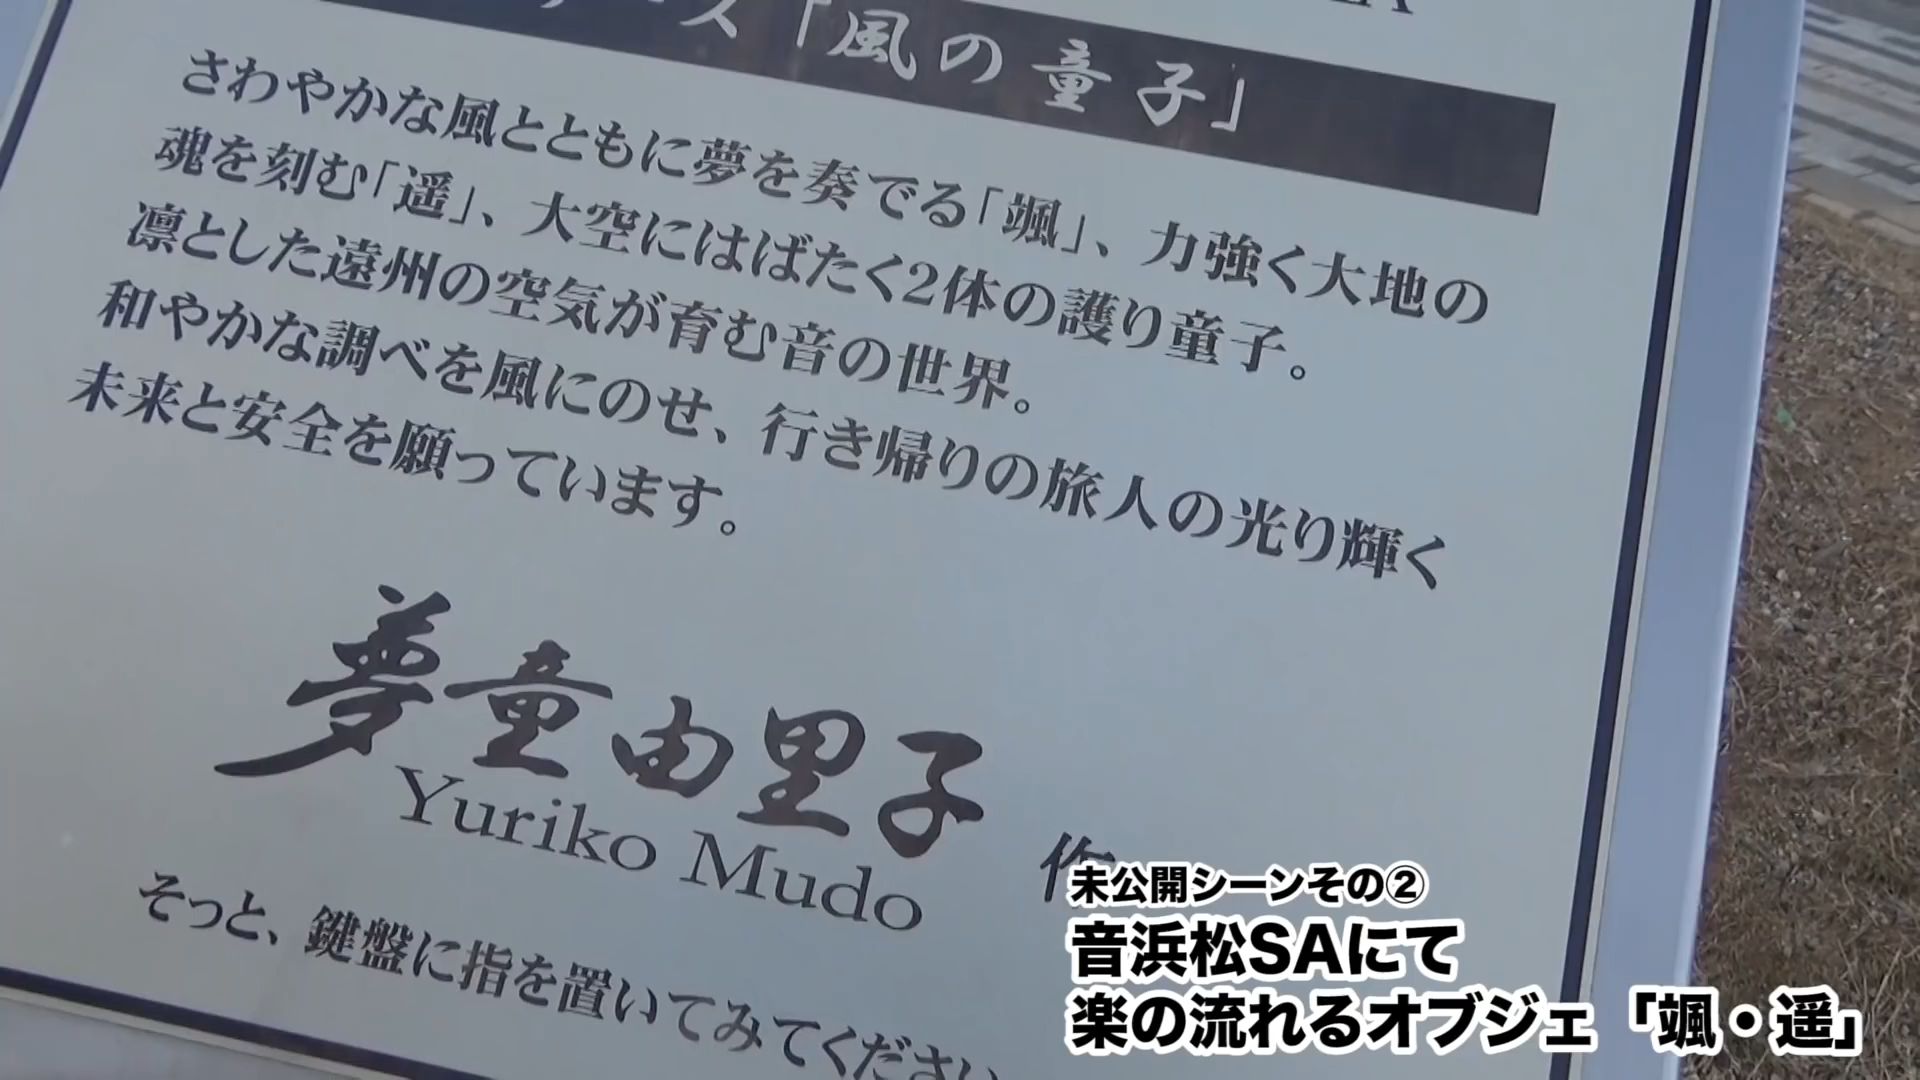 ス「風の童子」
さわやかな風とともに夢を奏でる「颯」、力強く大地の
魂を刻む「遥」、大空にはばたく2体の護り童子。
凛とした遠州の空気が育む音の世界。
和やかな調べを風にのせ、行き帰りの旅人の光り輝く
未来と安全を願っています。
夢童由里子 作
Yuriko Mudo
そっと、鍵盤に指を置いてみてください
未公開シーンその②
音浜松SAにて
楽の流れるオブジェ「颯・遥」